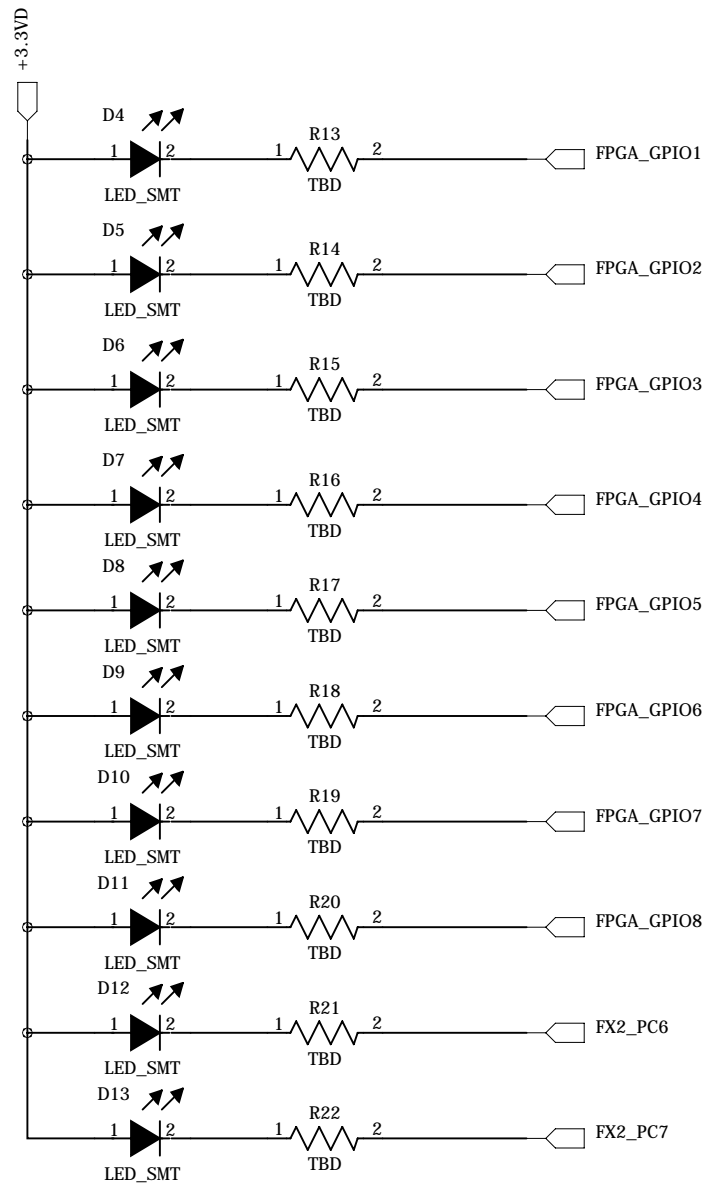 +3.3VD
D4
R13
1 2 1 2 FPGA_GPIO1
LED_SMT TBD
D5
R14
1 2 1 2 FPGA_GPIO2
LED_SMT TBD
D6
R15
1 2 1 2 FPGA_GPIO3
LED_SMT TBD
D7
R16
1 2 1 2 FPGA_GPIO4
LED_SMT TBD
D8
R17
1 2 1 2 FPGA_GPIO5
LED_SMT TBD
D9
R18
1 2 1 2 FPGA_GPIO6
LED_SMT TBD
D10
R19
1 2 1 2 FPGA_GPIO7
LED_SMT TBD
D11
R20
1 2 1 2 FPGA_GPIO8
LED_SMT TBD
D12
R21
1 2 1 2 FX2_PC6
LED_SMT TBD
D13
R22
1 2 1 2 FX2_PC7
LED_SMT TBD